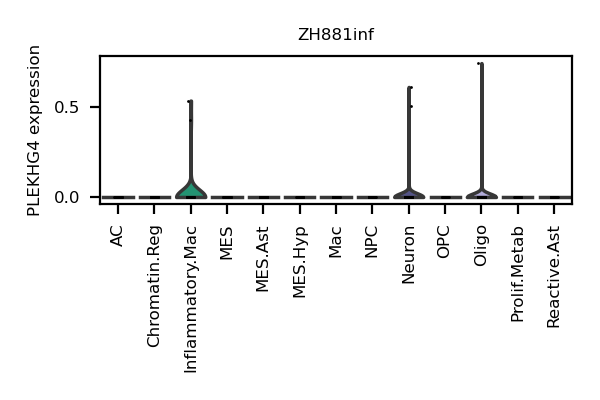 ZH881inf
PLEKHG4 expression
0.5
0.0
AC
Chromatin.Reg
Inflammatory.Mac
MES
MES.Ast
MES.Hyp
Mac
NPC
Neuron
OPC
Oligo
Prolif.Metab
Reactive.Ast